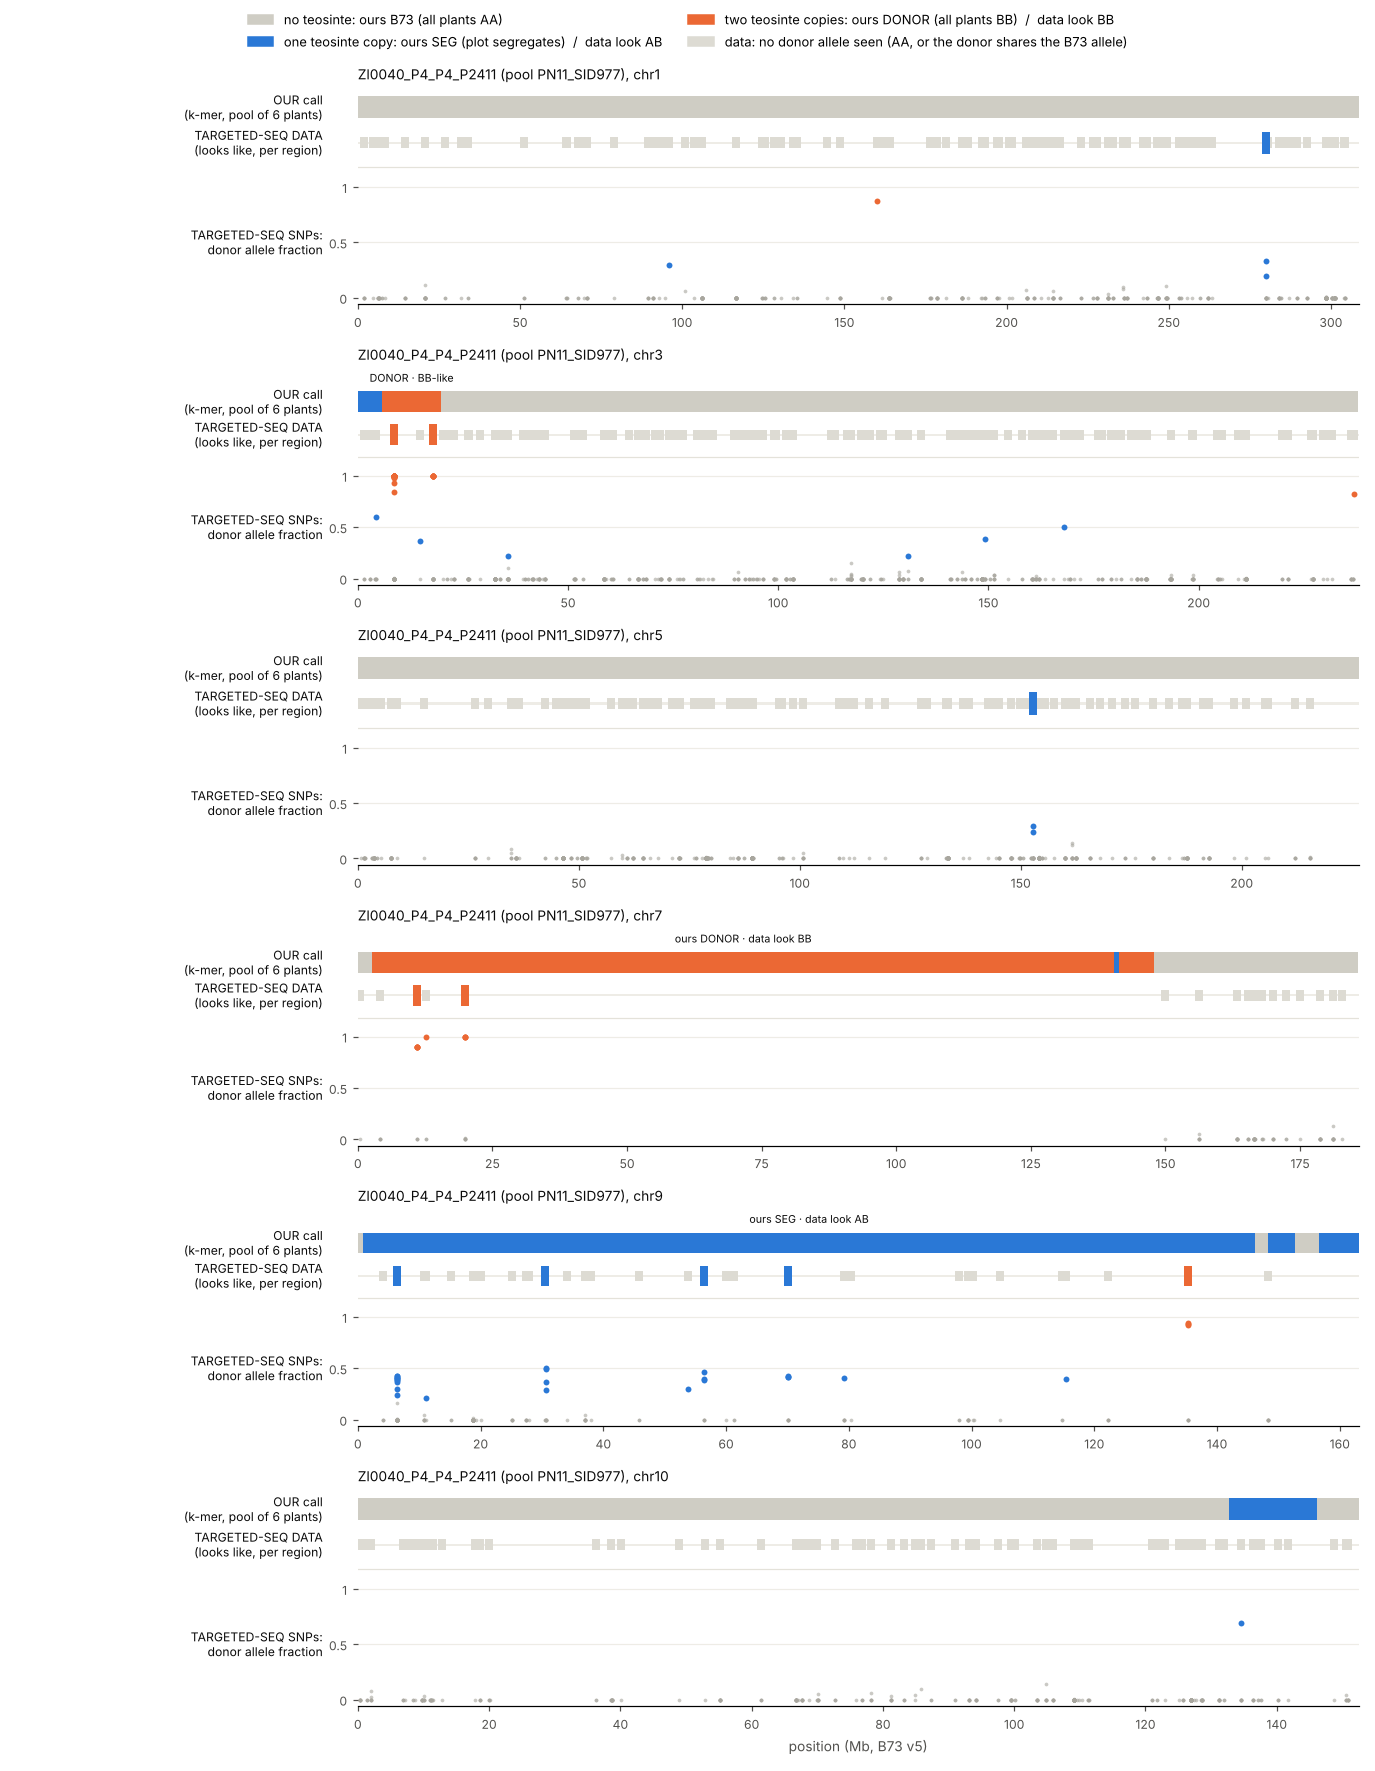 no teosinte: ours B73 (all plants AA)
two teosinte copies: ours DONOR (all plants BB) / data look BB
one teosinte copy: ours SEG (plot segregates) / data look AB
data: no donor allele seen (AA, or the donor shares the B73 allele)
ZI0040_P4_P4_P2411 (pool PN11_SID977), chr1
OUR call
(k-mer, pool of 6 plants)
TARGETED-SEQ DATA
(looks like, per region)
1
TARGETED-SEQ SNPs:
donor allele fraction
0.5
0
0 50 100 150 200 250 300
ZI0040_P4_P4_P2411 (pool PN11_SID977), chr3
DONOR · BB-like
OUR call
(k-mer, pool of 6 plants)
TARGETED-SEQ DATA
(looks like, per region)
1
TARGETED-SEQ SNPs:
donor allele fraction
0.5
0
0 50 100 150 200
ZI0040_P4_P4_P2411 (pool PN11_SID977), chr5
OUR call
(k-mer, pool of 6 plants)
TARGETED-SEQ DATA
(looks like, per region)
1
TARGETED-SEQ SNPs:
donor allele fraction
0.5
0
0 50 100 150 200
ZI0040_P4_P4_P2411 (pool PN11_SID977), chr7
ours DONOR · data look BB
OUR call
(k-mer, pool of 6 plants)
TARGETED-SEQ DATA
(looks like, per region)
1
TARGETED-SEQ SNPs:
donor allele fraction
0.5
0
0 25 50 75 100 125 150 175
ZI0040_P4_P4_P2411 (pool PN11_SID977), chr9
ours SEG · data look AB
OUR call
(k-mer, pool of 6 plants)
TARGETED-SEQ DATA
(looks like, per region)
1
TARGETED-SEQ SNPs:
donor allele fraction
0.5
0
0 20 40 60 80 100 120 140 160
ZI0040_P4_P4_P2411 (pool PN11_SID977), chr10
OUR call
(k-mer, pool of 6 plants)
TARGETED-SEQ DATA
(looks like, per region)
1
TARGETED-SEQ SNPs:
donor allele fraction
0.5
0
0 20 40 60 80 100 120 140
position (Mb, B73 v5)